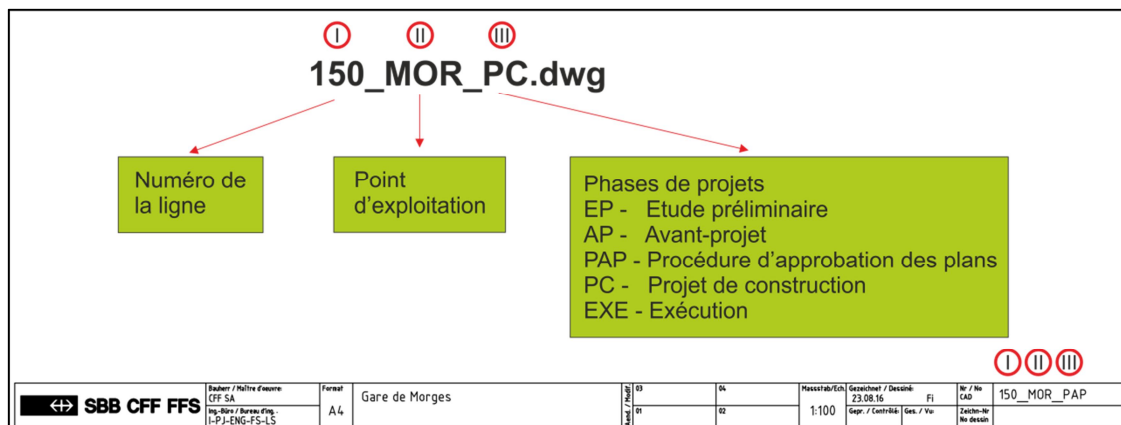 I II III
150_MOR_PC.dwg
Numéro de
la ligne
Point
d'exploitation
Phases de projets
EP - Etude préliminaire
AP - Avant-projet
PAP - Procédure d'approbation des plans
PC - Projet de construction
EXE - Exécution
I II III
SBB CFF FFS
Bauherr / Maître d'oeuvre:
CFF SA
Ing.-Büro / Bureau d'ing. .
I-PJ-ENG-FS-LS
Format
A4
Gare de Morges
Aend. / Modif.
03 04
01 02
Massstab/Ech.
1:100
Gezeichnet / Dessiné:
23.08.16 Fi
Gepr. / Contrôlé: Ges. / Vu:
Nr / No
CAD
150_MOR_PAP
Zeichn-Nr
No dessin